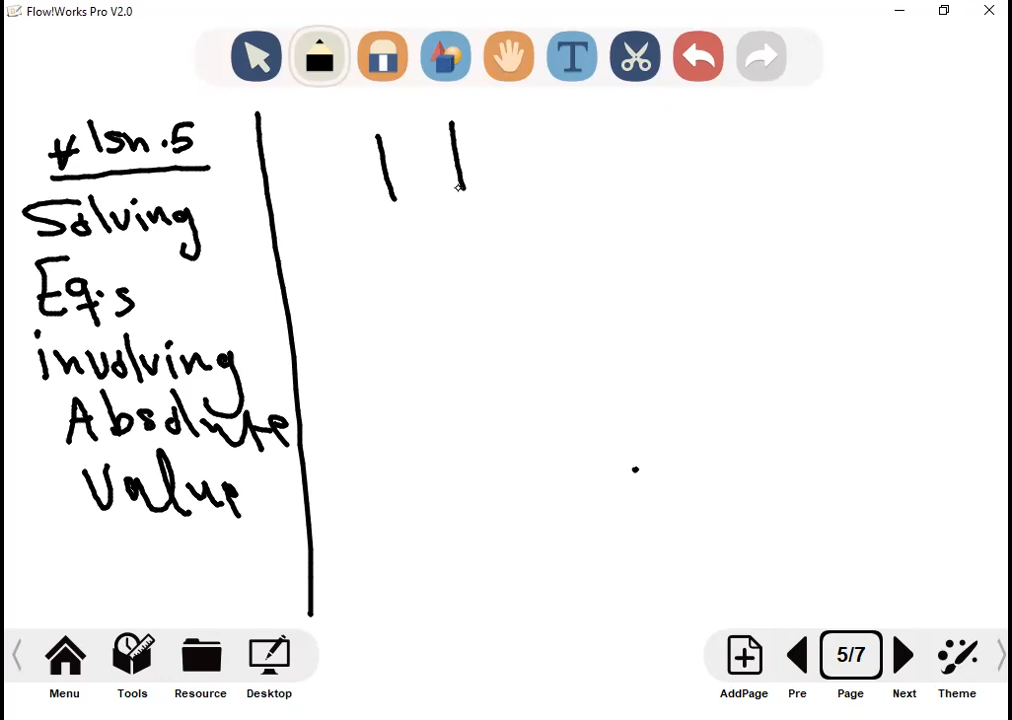 Flow!Works Pro V2.0
lsn.5
Solving
Eq.s
involving
Absolute
Value
| |
Menu Tools Resource Desktop
5/7
AddPage Pre Page Next Theme